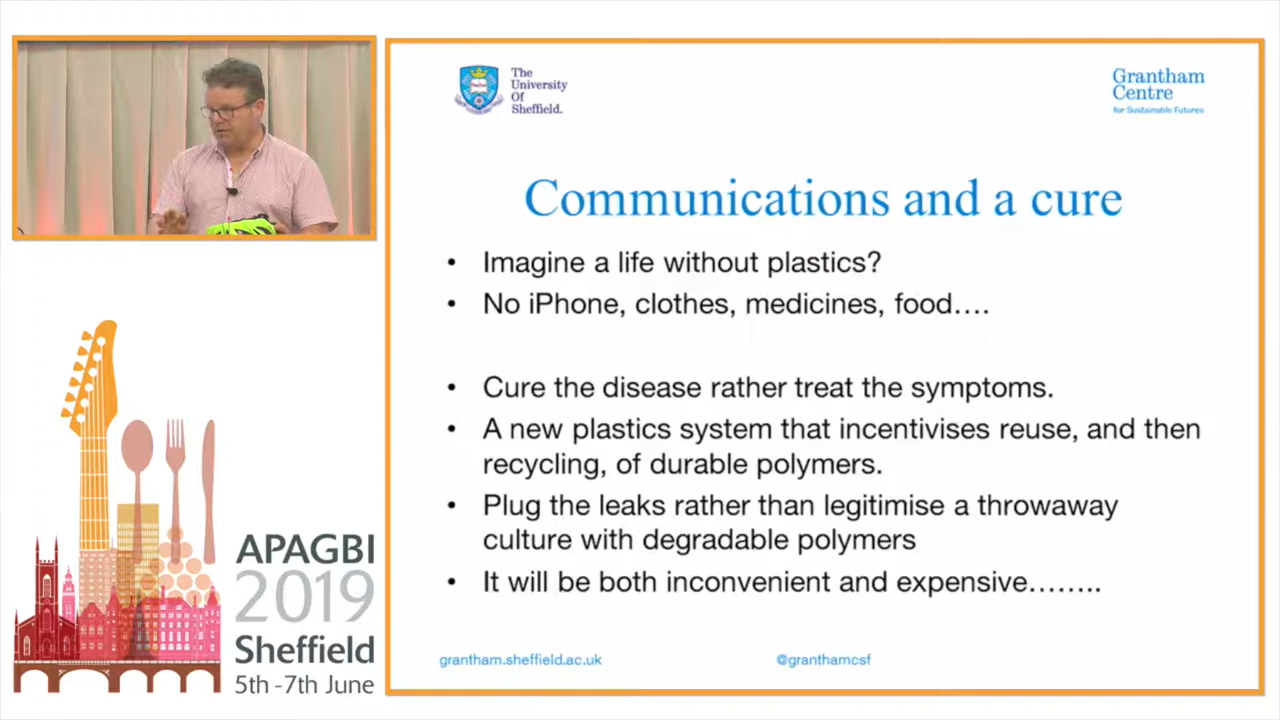 The
University
Of
Sheffield.
Grantham
Centre
for Sustainable Futures
Communications and a cure
• Imagine a life without plastics?
• No iPhone, clothes, medicines, food….
• Cure the disease rather treat the symptoms.
• A new plastics system that incentivises reuse, and then
recycling, of durable polymers.
• Plug the leaks rather than legitimise a throwaway
culture with degradable polymers
• It will be both inconvenient and expensive……..
grantham.sheffield.ac.uk
@granthamcsf
APAGBI
2019
Sheffield
5th -7th June